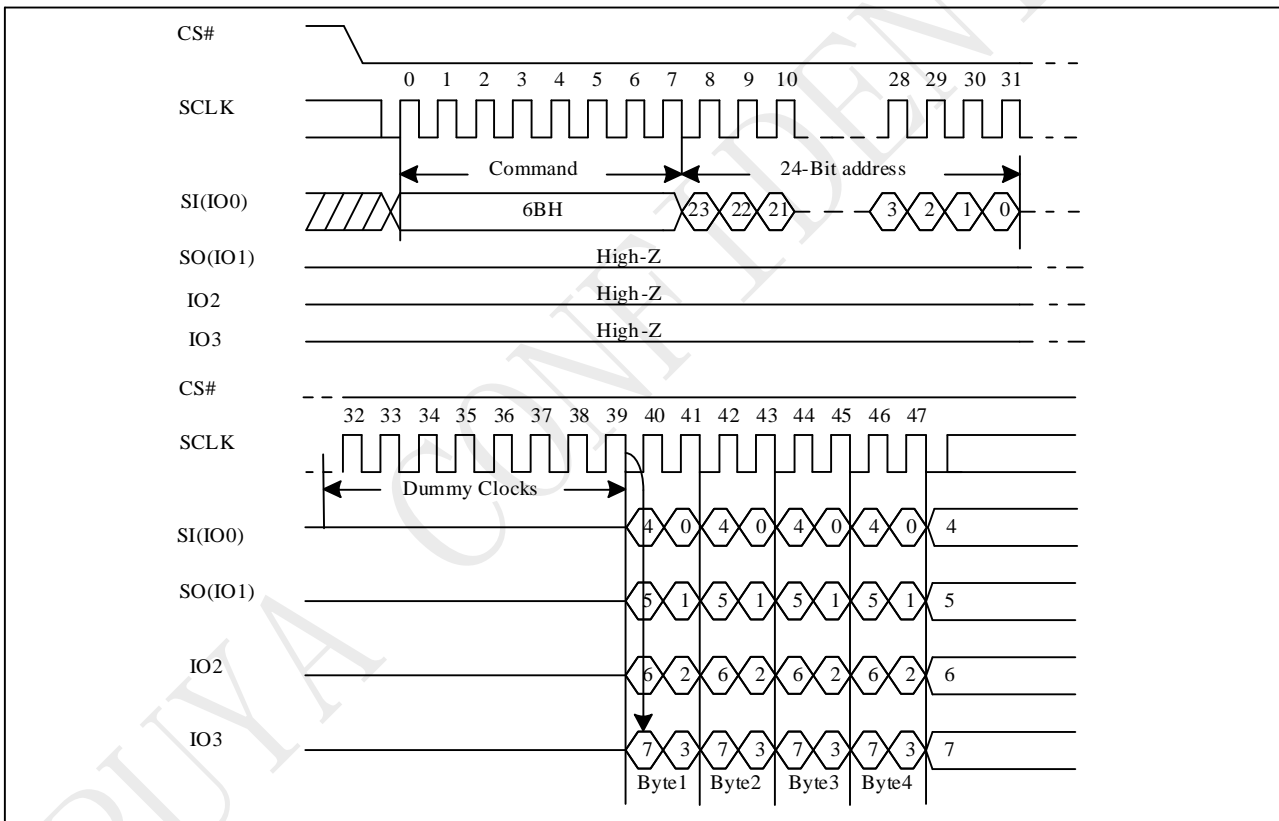 CS#
0 1 2 3 4 5 6 7 8 9 10 28 29 30 31
SCLK
Command 24-Bit address
SI(IO0) 6BH 23 22 21 3 2 1 0
SO(IO1) High-Z
IO2 High-Z
IO3 High-Z
CS#
32 33 34 35 36 37 38 39 40 41 42 43 44 45 46 47
SCLK
Dummy Clocks
SI(IO0) 4 0 4 0 4 0 4 0 4
SO(IO1) 5 1 5 1 5 1 5 1 5
IO2 6 2 6 2 6 2 6 2 6
IO3 7 3 7 3 7 3 7 3 7
Byte1 Byte2 Byte3 Byte4
PUYA CONFIDEN